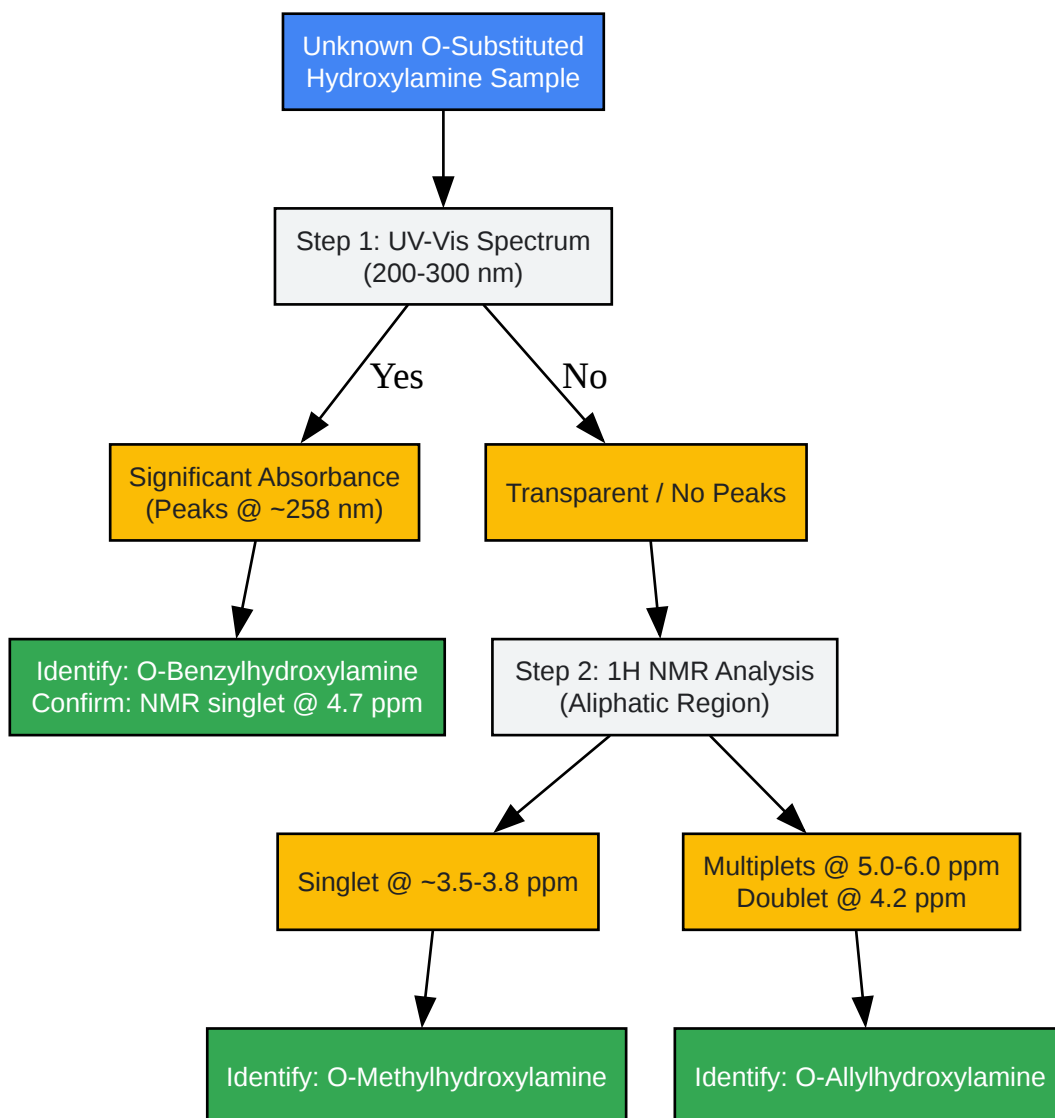 Unknown O-Substituted
Hydroxylamine Sample
Step 1: UV-Vis Spectrum
(200-300 nm)
Yes
No
Significant Absorbance
(Peaks @ ~258 nm)
Transparent / No Peaks
Identify: O-Benzylhydroxylamine
Confirm: NMR singlet @ 4.7 ppm
Step 2: 1H NMR Analysis
(Aliphatic Region)
Singlet @ ~3.5-3.8 ppm
Multiplets @ 5.0-6.0 ppm
Doublet @ 4.2 ppm
Identify: O-Methylhydroxylamine
Identify: O-Allylhydroxylamine